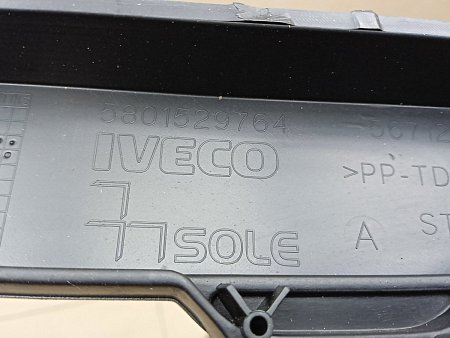 5801529764
IVECO
SOLE
>PP-TD
A